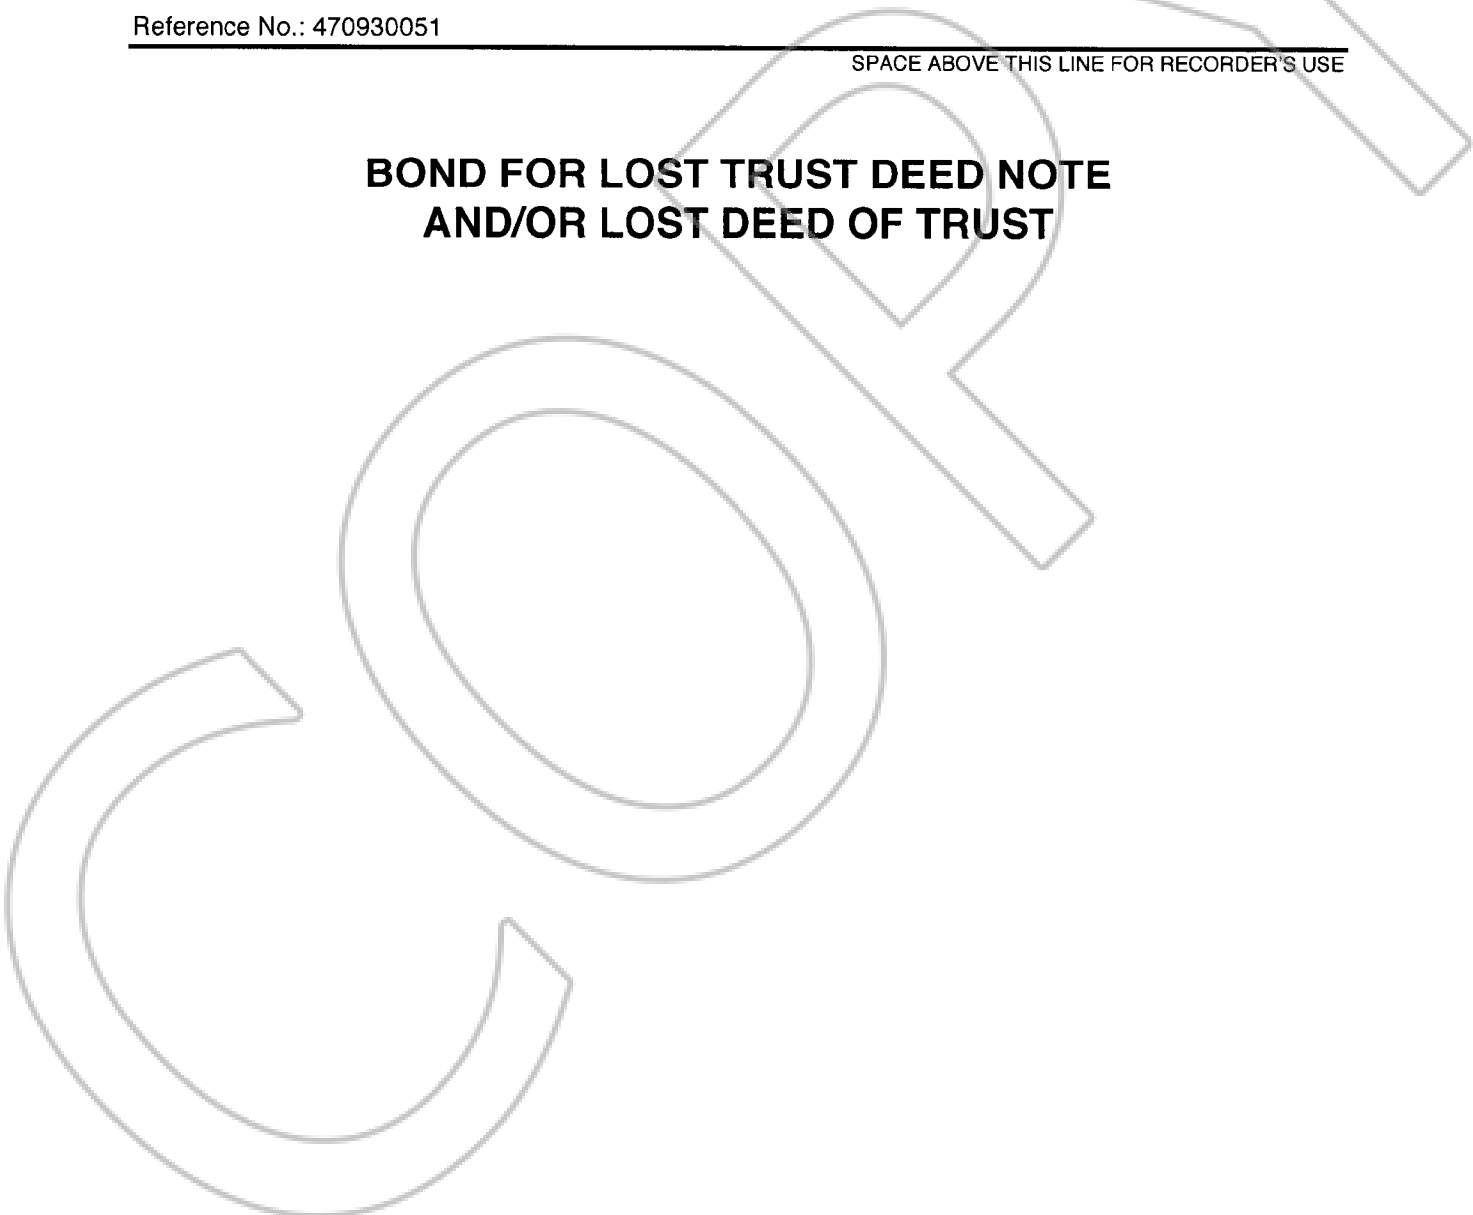 Reference No.: 470930051
SPACE ABOVE THIS LINE FOR RECORDER'S USE
BOND FOR LOST TRUST DEED NOTE
AND/OR LOST DEED OF TRUST
COPY